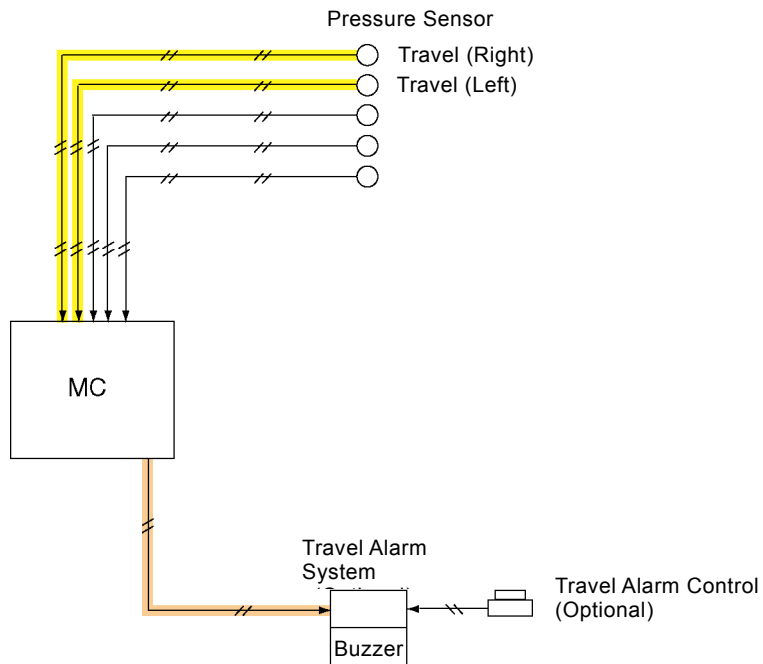 Pressure Sensor
Travel (Right)
Travel (Left)
MC
Travel Alarm
System
Travel Alarm Control
(Optional)
Buzzer